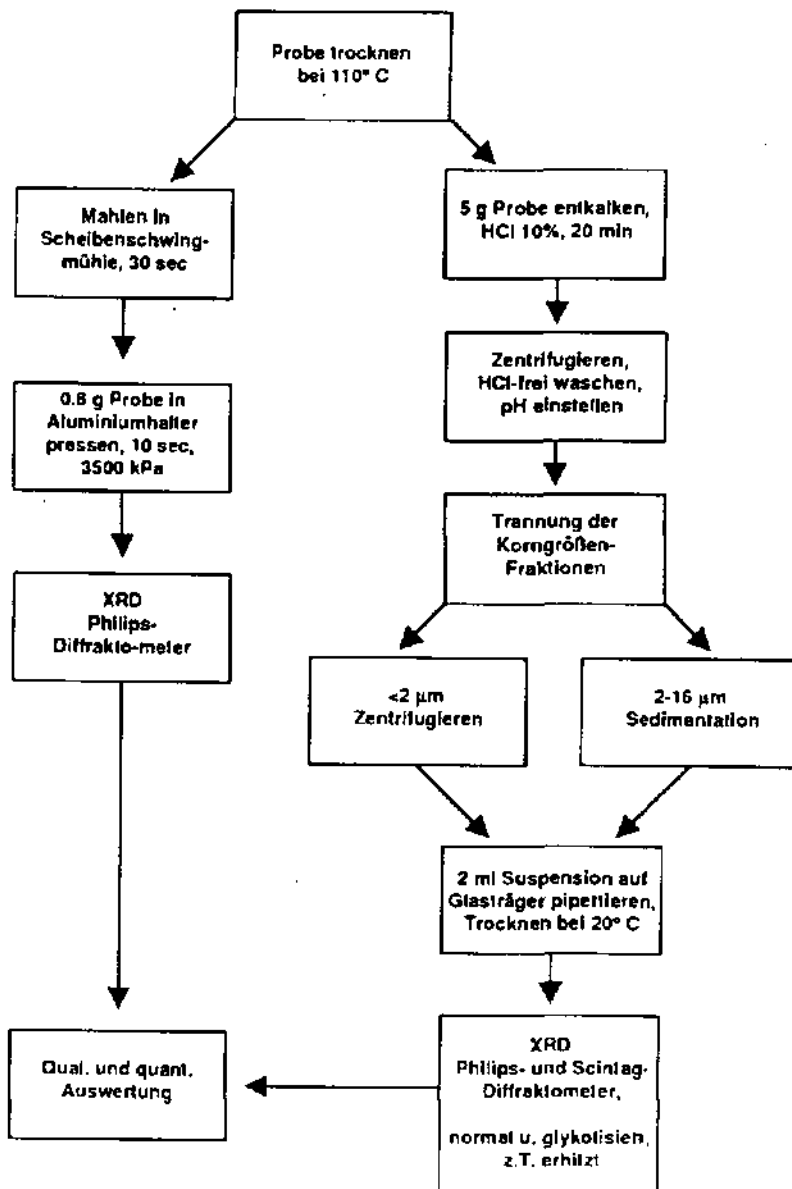 Probe trocknen
bei 110° C
Mahlen in
Scheibenschwing-
mühle, 30 sec
0.8 g Probe in
Aluminiumhalter
pressen, 10 sec,
3500 kPa
XRD
Philips-
Diffrakto-meter
5 g Probe entkalken,
HCl 10%, 20 min
Zentrifugieren,
HCl-frei waschen,
pH einstellen
Trannung der
Korngrößen-
Fraktionen
<2 µm
Zentrifugieren
2-16 µm
Sedimentation
2 ml Suspension auf
Glasträger pipettieren,
Trocknen bei 20° C
XRD
Philips- und Scintag-
Diffraktometer,
normal u. glykolisieh,
z.T. erhitzt
Qual. und quant.
Auswertung